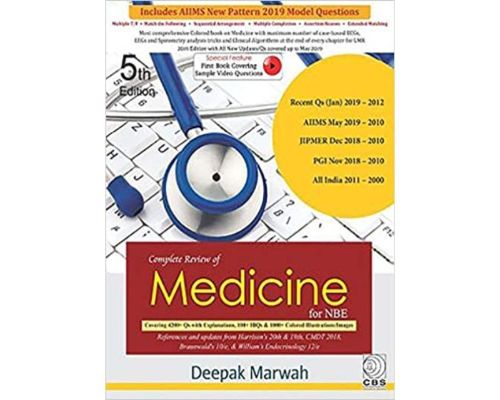 Includes AIIMS New Pattern 2019 Model Questions
Multiple T/F • Match the Following • Sequential Arrangement • Multiple Completion • Assertion Reason • Extended Matching
Most comprehensive Colored book on Medicine with maximum number of case-based ECGs,
EEGs and Spirometry analysis tricks and Clinical Algorithms at the end of every chapter for LMR
2019 Edition with All New Updates/Qs covered up to May 2019
Special Feature
First Book Covering
Sample Video Questions
5th
Edition
Recent Qs (Jan) 2019 – 2012
AIIMS May 2019 – 2010
JIPMER Dec 2018 – 2010
PGI Nov 2018 – 2010
All India 2011 – 2000
Complete Review of
Medicine
for NBE
Covering 4200+ Qs with Explanations, 100+ IBQs & 1000+ Colored Illustrations/Images
References and updates from Harrison's 20th & 19th, CMDT 2018,
Braunwald's 10/e, & William's Endocrinology 12/e
Deepak Marwah
CBS